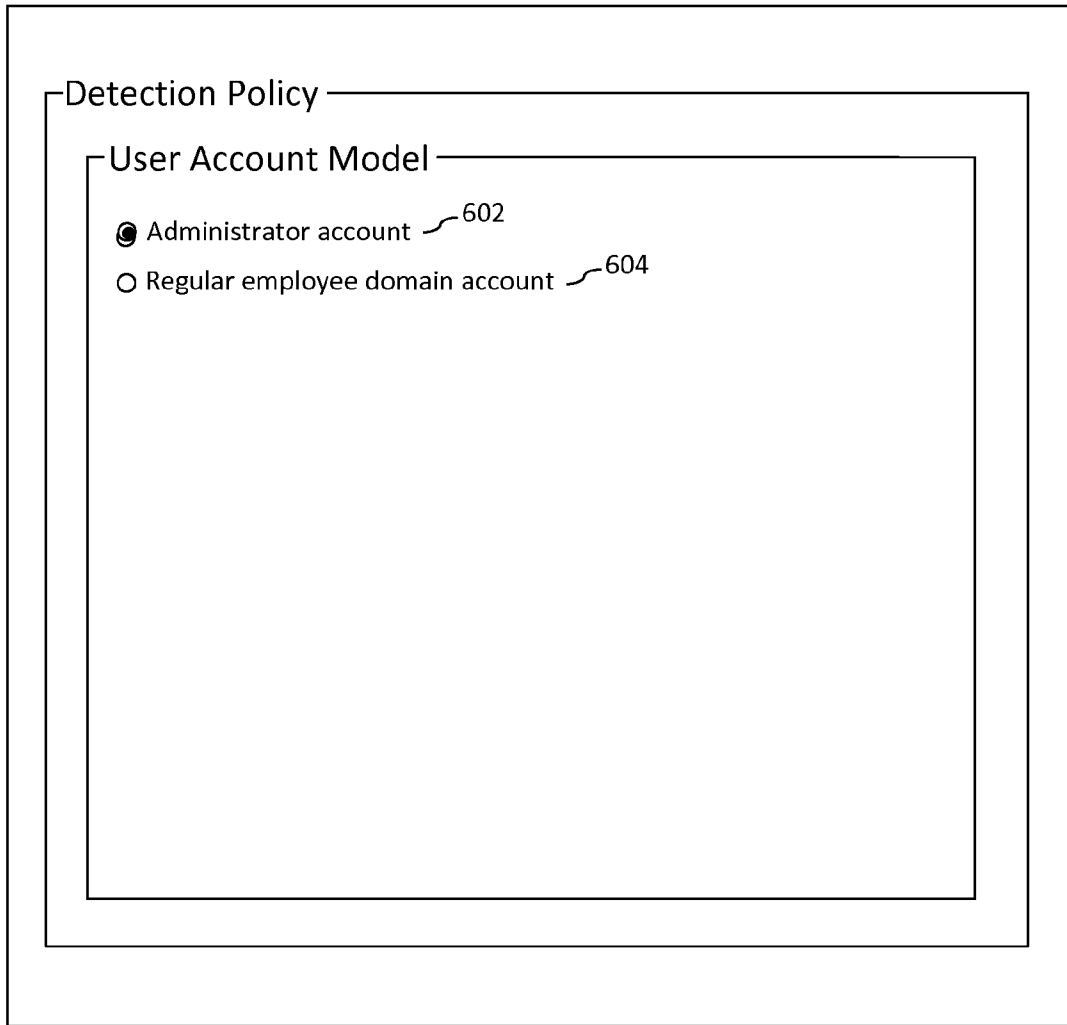 Detection Policy
User Account Model
Administrator account 602
Regular employee domain account 604